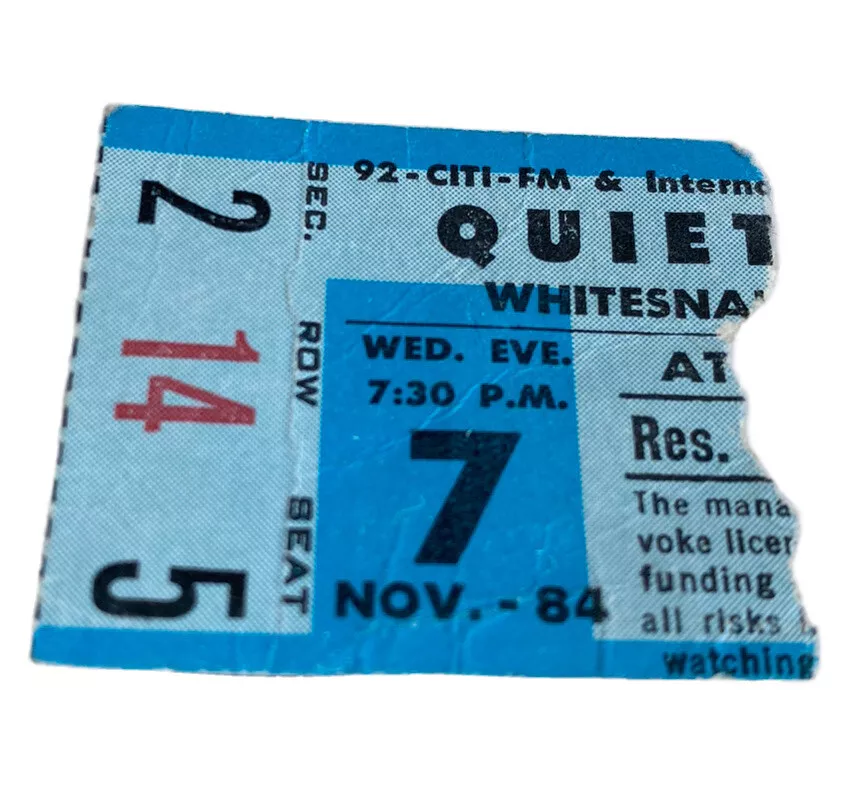 SEC. 2
ROW 14
SEAT 5
92-CITI-FM & Interna
QUIET
WHITESNA
WED. EVE.
7:30 P.M.
7
NOV. - 84
AT
Res.
The mana
voke licen
funding
all risks i
watching